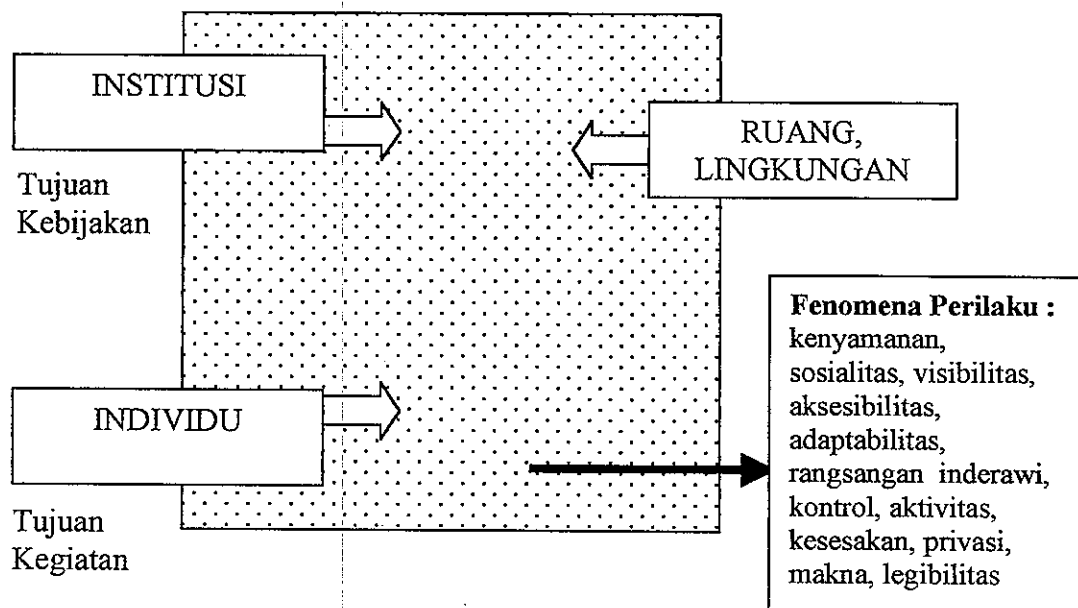 INSTITUSI
Tujuan
Kebijakan
RUANG,
LINGKUNGAN
INDIVIDU
Tujuan
Kegiatan
Fenomena Perilaku :
kenyamanan,
sosialitas, visibilitas,
aksesibilitas,
adaptabilitas,
rangsangan inderawi,
kontrol, aktivitas,
kesesakan, privasi,
makna, legibilitas